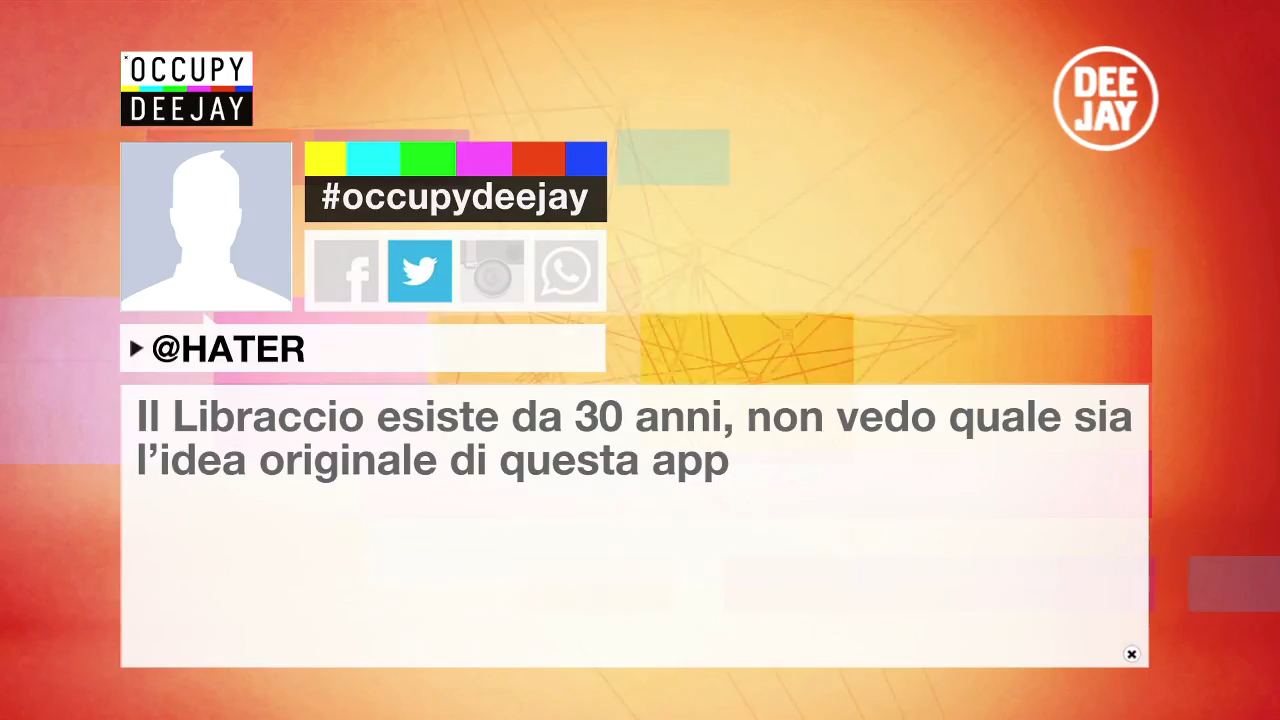 OCCUPY
DEEJAY
DEE
JAY
#occupydeejay
@HATER
Il Libraccio esiste da 30 anni, non vedo quale sia
l’idea originale di questa app